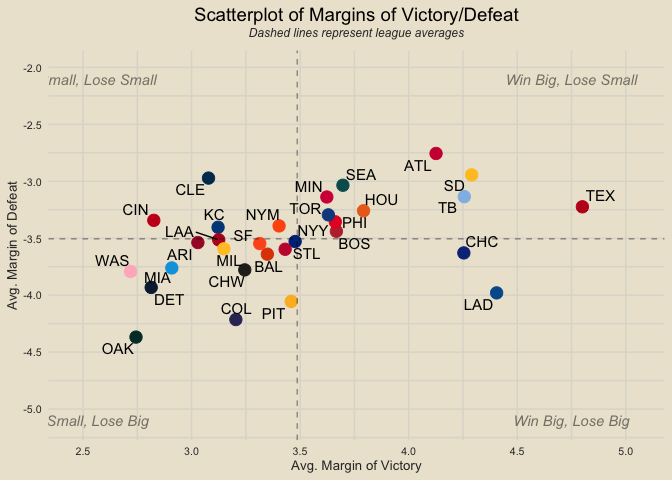 Scatterplot of Margins of Victory/Defeat
Dashed lines represent league averages
mall, Lose Small
Win Big, Lose Small
ATL
SEA
SD
CLE
MIN
TEX
HOU
TB
CIN
KC
NYM
TOR
PHI
LAA
SF
NYY
BOS
CHC
ARI
STL
WAS
MIL
BAL
MIA
CHW
DET
COL
PIT
LAD
OAK
Small, Lose Big
Win Big, Lose Big
-2.0
-2.5
-3.0
-3.5
-4.0
-4.5
-5.0
Avg. Margin of Defeat
2.5 3.0 3.5 4.0 4.5 5.0
Avg. Margin of Victory